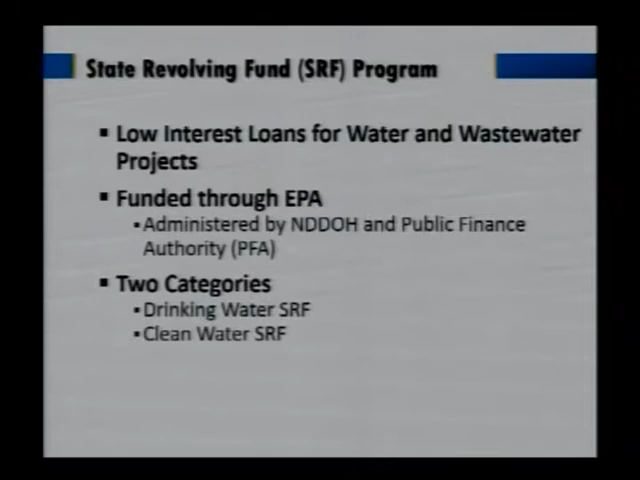 State Revolving Fund (SRF) Program
▪ Low Interest Loans for Water and Wastewater
Projects
▪ Funded through EPA
▪ Administered by NDDOH and Public Finance
Authority (PFA)
▪ Two Categories
▪ Drinking Water SRF
▪ Clean Water SRF